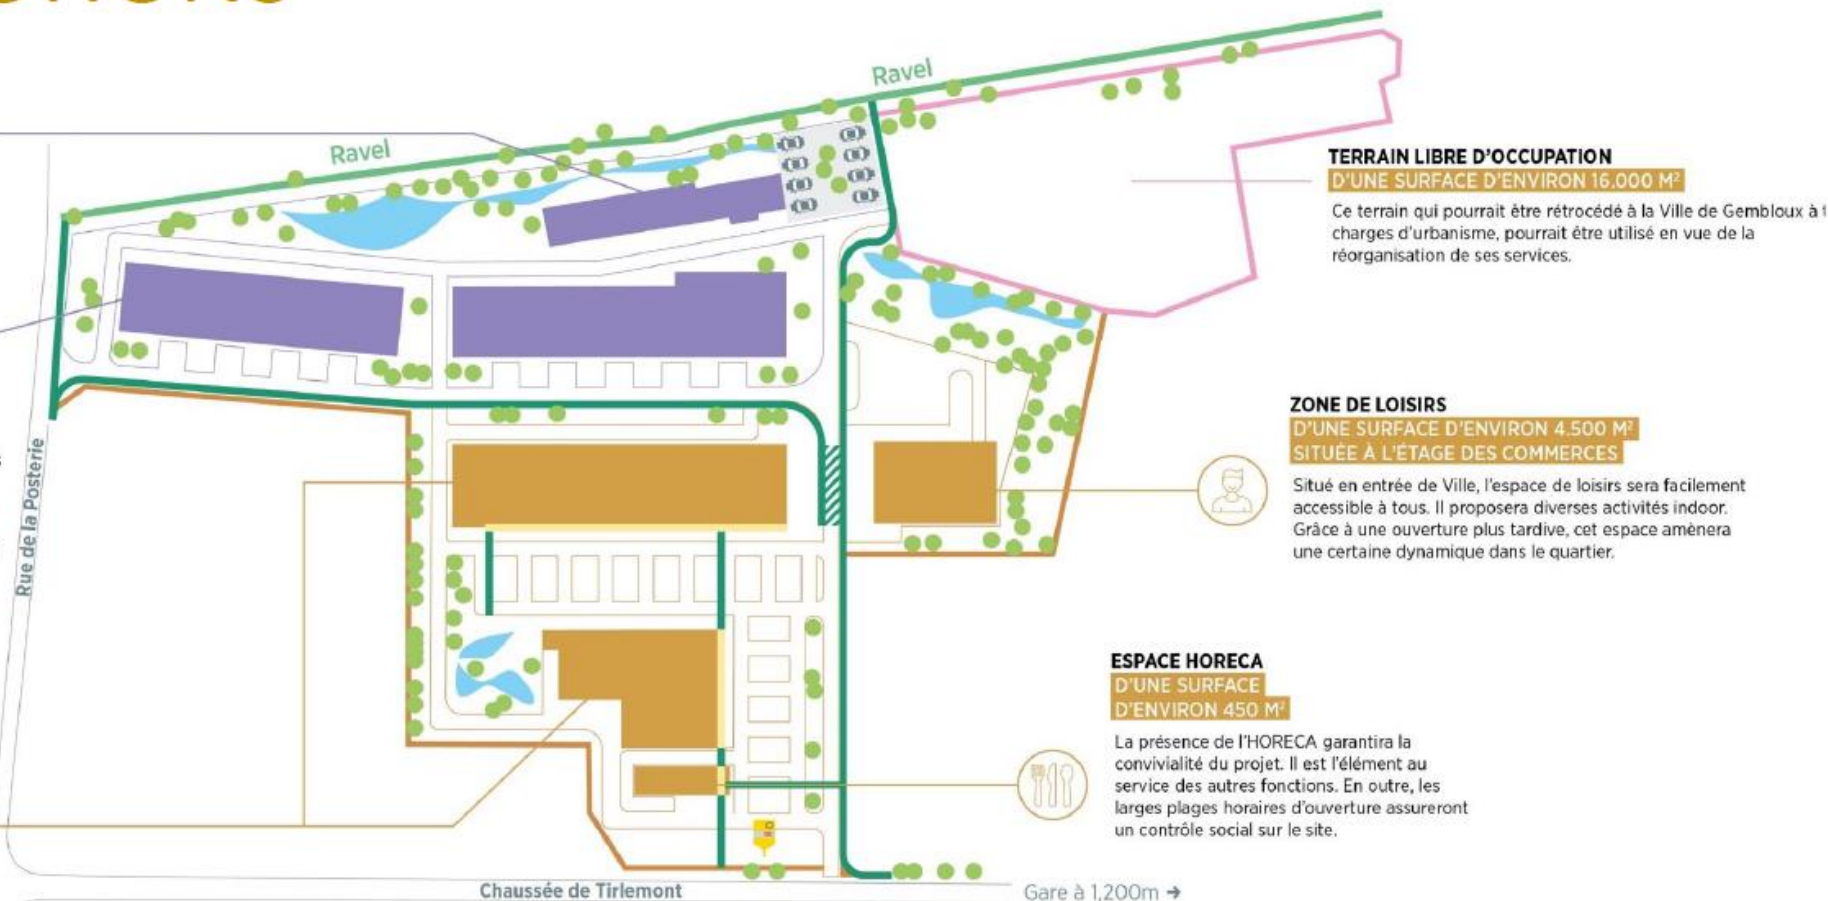 Ravel
Ravel
TERRAIN LIBRE D'OCCUPATION
D'UNE SURFACE D'ENVIRON 16.000 M²
Ce terrain qui pourrait être rétrocédé à la Ville de Gembloux à
charges d'urbanisme, pourrait être utilisé en vue de la
réorganisation de ses services.
ZONE DE LOISIRS
D'UNE SURFACE D'ENVIRON 4.500 M²
SITUÉE À L'ÉTAGE DES COMMERCES
Situé en entrée de Ville, l'espace de loisirs sera facilement
accessible à tous. Il proposera diverses activités indoor.
Grâce à une ouverture plus tardive, cet espace amènera
une certaine dynamique dans le quartier.
Rue de la Posterie
ESPACE HORECA
D'UNE SURFACE
D'ENVIRON 450 M²
La présence de l'HORECA garantira la
convivialité du projet. Il est l'élément au
service des autres fonctions. En outre, les
larges plages horaires d'ouverture assureront
un contrôle social sur le site.
Chaussée de Tirlemont
Gare à 1,200m →